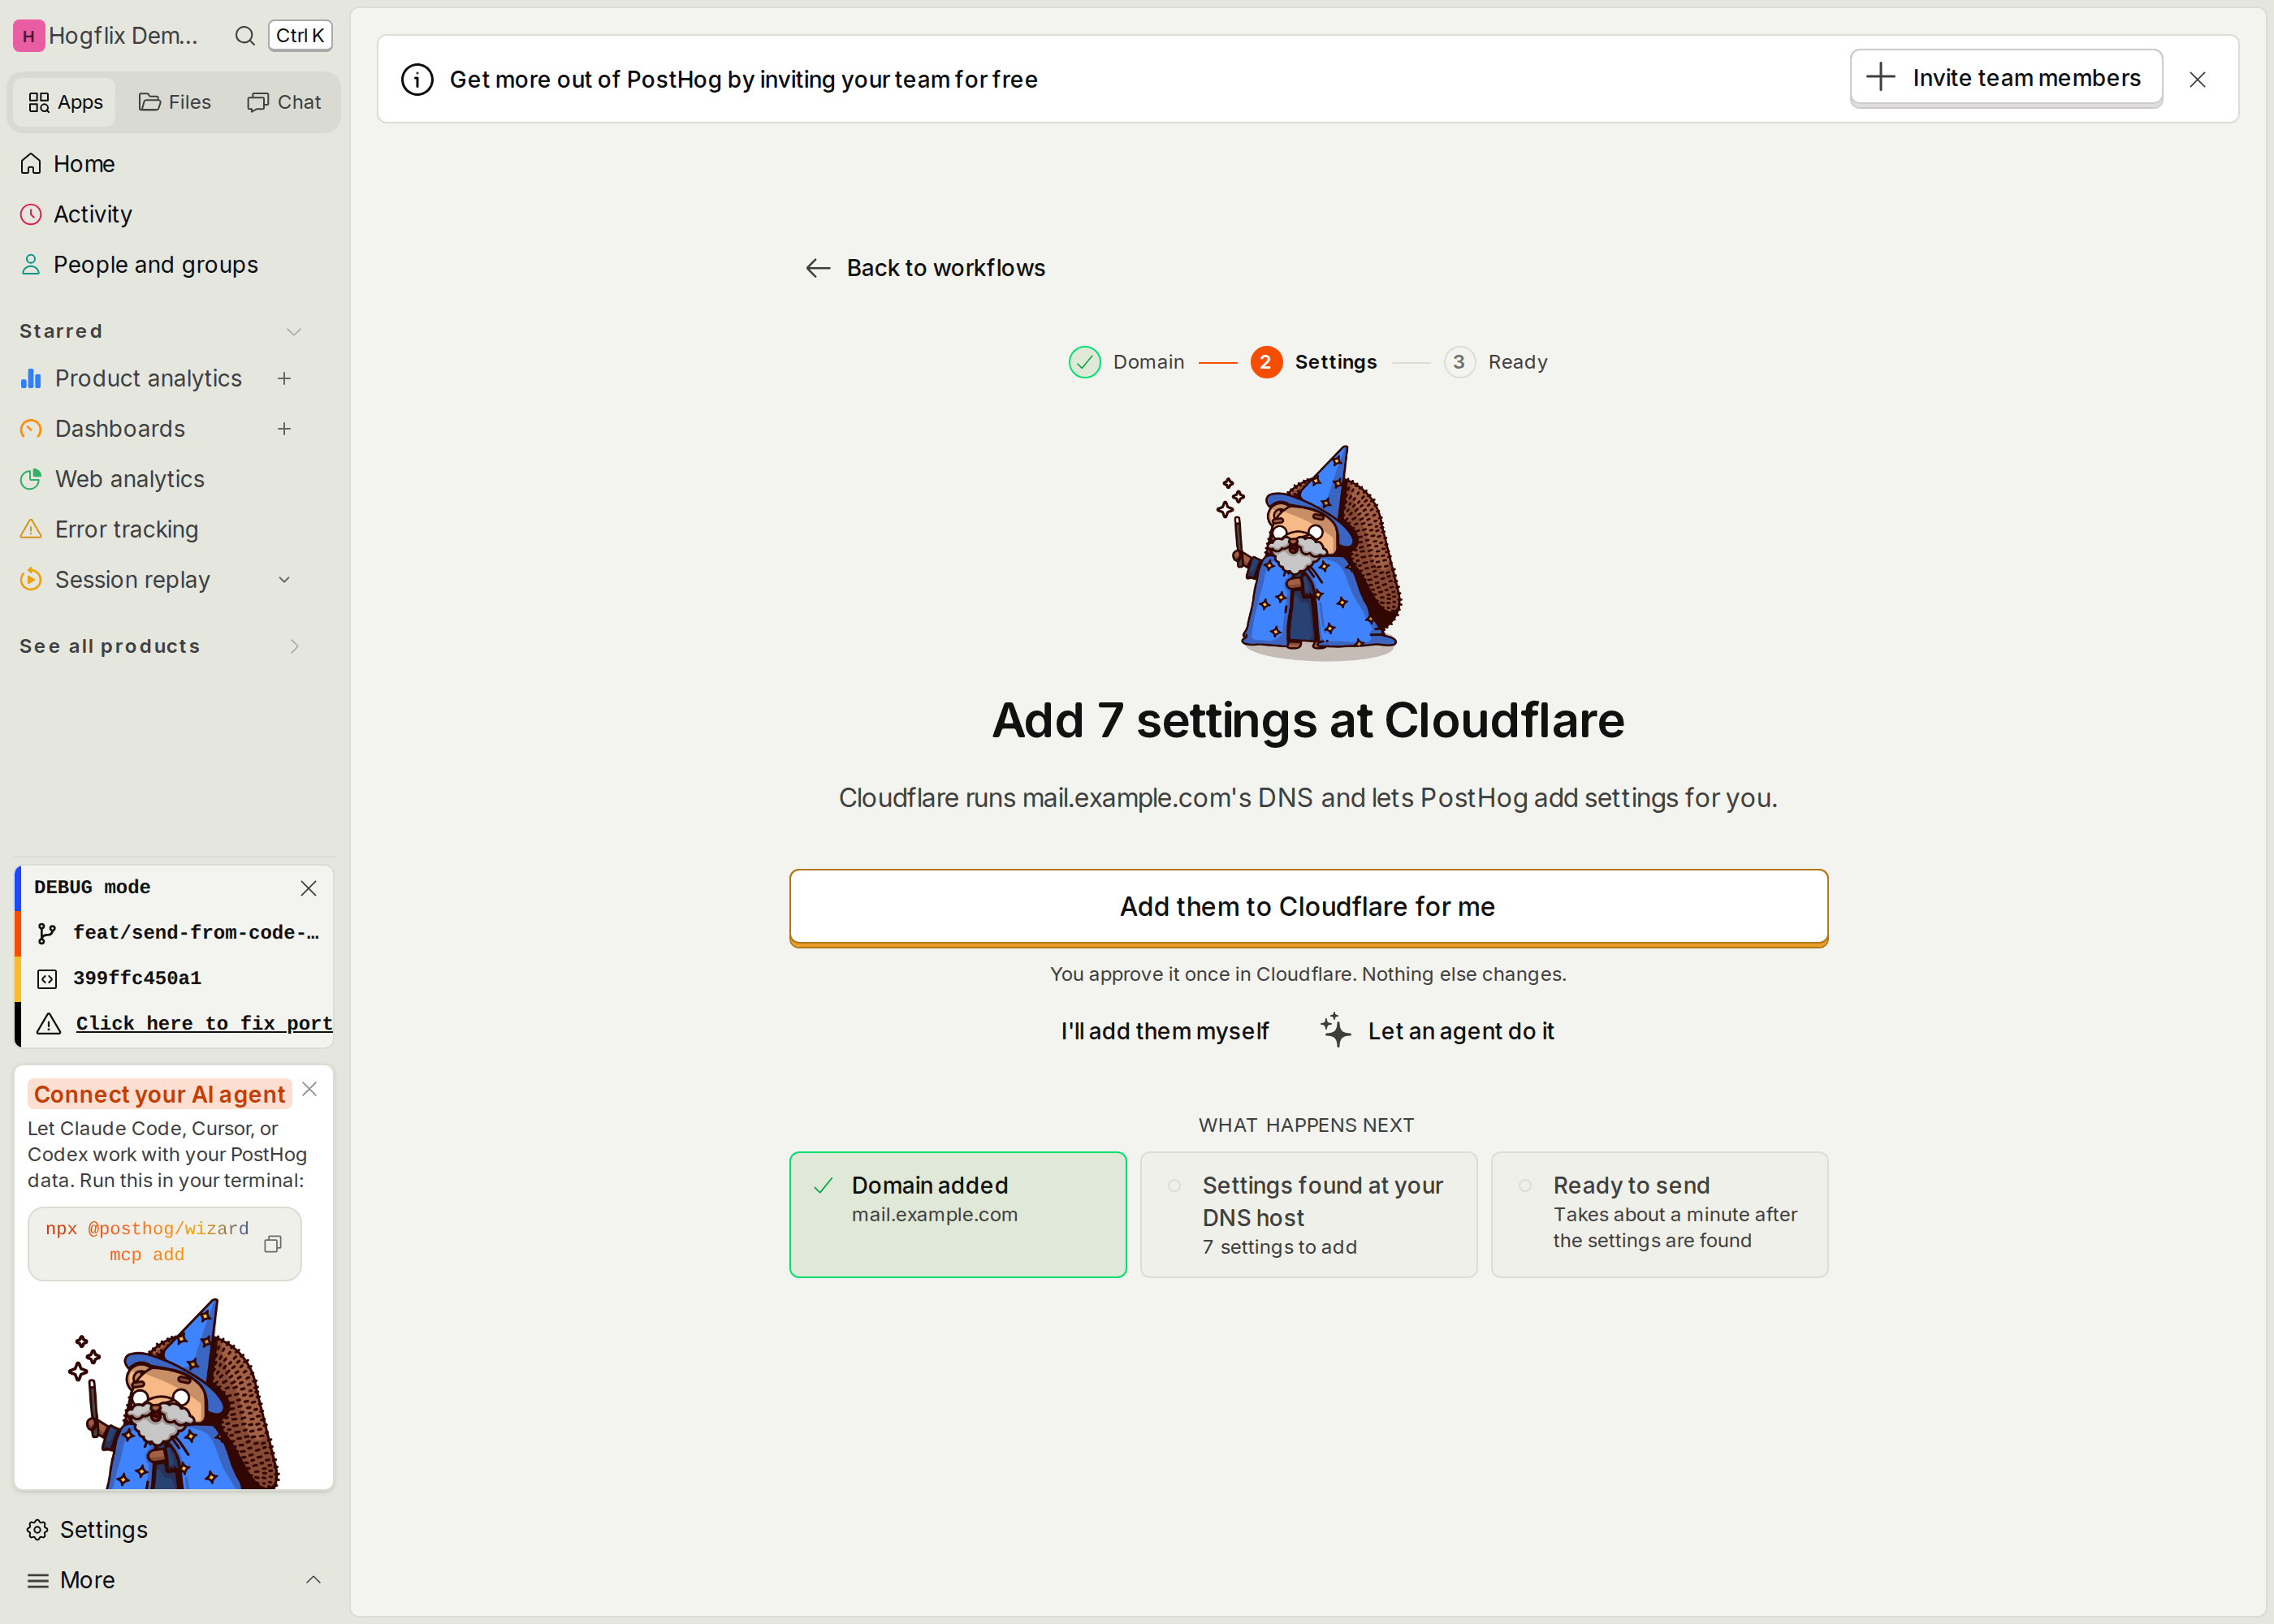 H Hogflix Dem... Ctrl K
Apps Files Chat
Home
Activity
People and groups
Starred
Product analytics
Dashboards
Web analytics
Error tracking
Session replay
See all products
DEBUG mode
feat/send-from-code-…
399ffc450a1
Click here to fix port
Connect your AI agent
Let Claude Code, Cursor, or
Codex work with your PostHog
data. Run this in your terminal:
npx @posthog/wizard
mcp add
Settings
More
Get more out of PostHog by inviting your team for free
Invite team members
Back to workflows
Domain 2 Settings 3 Ready
Add 7 settings at Cloudflare
Cloudflare runs mail.example.com's DNS and lets PostHog add settings for you.
Add them to Cloudflare for me
You approve it once in Cloudflare. Nothing else changes.
I'll add them myself Let an agent do it
WHAT HAPPENS NEXT
Domain added
mail.example.com
Settings found at your
DNS host
7 settings to add
Ready to send
Takes about a minute after
the settings are found